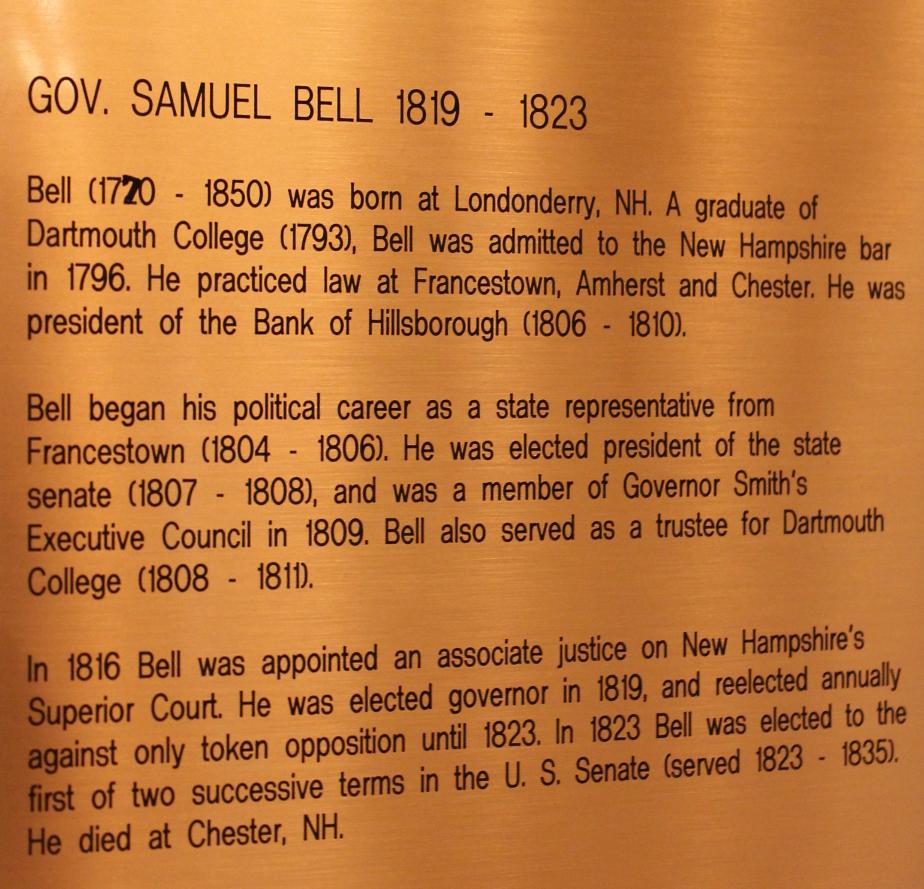 GOV. SAMUEL BELL 1819 - 1823
Bell (1770 - 1850) was born at Londonderry, NH. A graduate of
Dartmouth College (1793), Bell was admitted to the New Hampshire bar
in 1796. He practiced law at Francestown, Amherst and Chester. He was
president of the Bank of Hillsborough (1806 - 1810).
Bell began his political career as a state representative from
Francestown (1804 - 1806). He was elected president of the state
senate (1807 - 1808), and was a member of Governor Smith's
Executive Council in 1809. Bell also served as a trustee for Dartmouth
College (1808 - 1811).
In 1816 Bell was appointed an associate justice on New Hampshire's
Superior Court. He was elected governor in 1819, and reelected annually
against only token opposition until 1823. In 1823 Bell was elected to the
first of two successive terms in the U. S. Senate (served 1823 - 1835).
He died at Chester, NH.